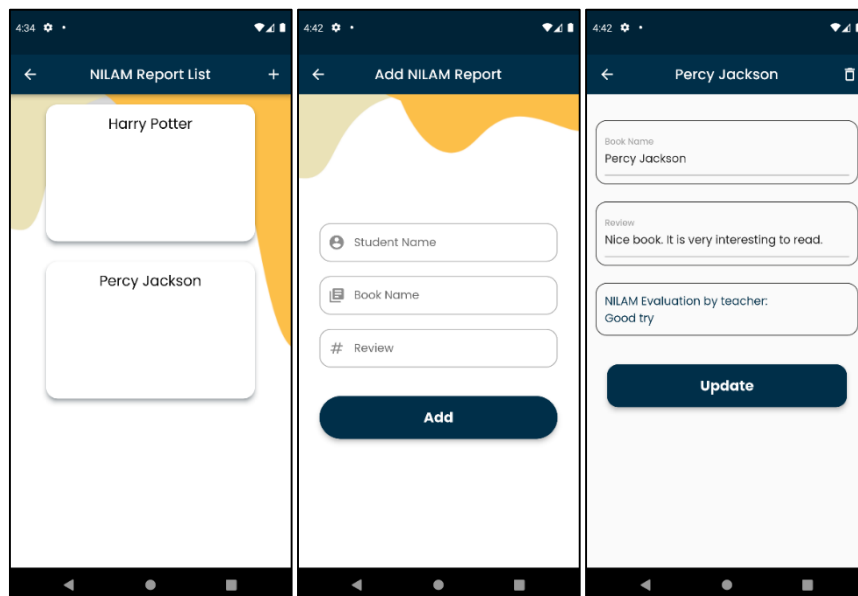 4:34
NILAM Report List
+
Harry Potter
Percy Jackson
4:42
Add NILAM Report
Student Name
Book Name
# Review
Add
4:42
Percy Jackson
Book Name
Percy Jackson
Review
Nice book. It is very interesting to read.
NILAM Evaluation by teacher:
Good try
Update